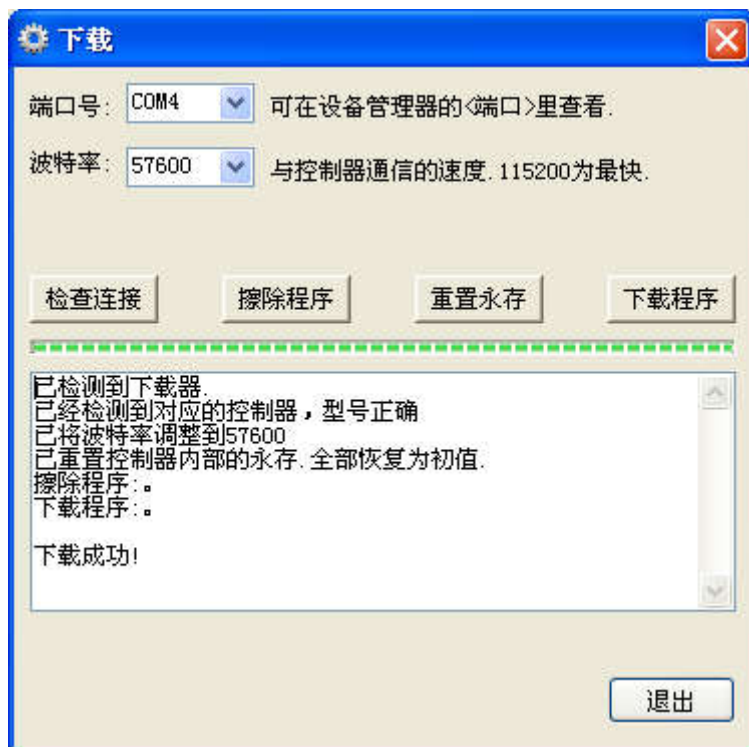 下载
端口号: COM4 可在设备管理器的<端口>里查看.
波特率: 57600 与控制器通信的速度.115200为最快.
检查连接 擦除程序 重置永存 下载程序
已检测到下载器.
已经检测到对应的控制器，型号正确
已将波特率调整到57600
已重置控制器内部的永存.全部恢复为初值.
擦除程序:。
下载程序:。
下载成功!
退出